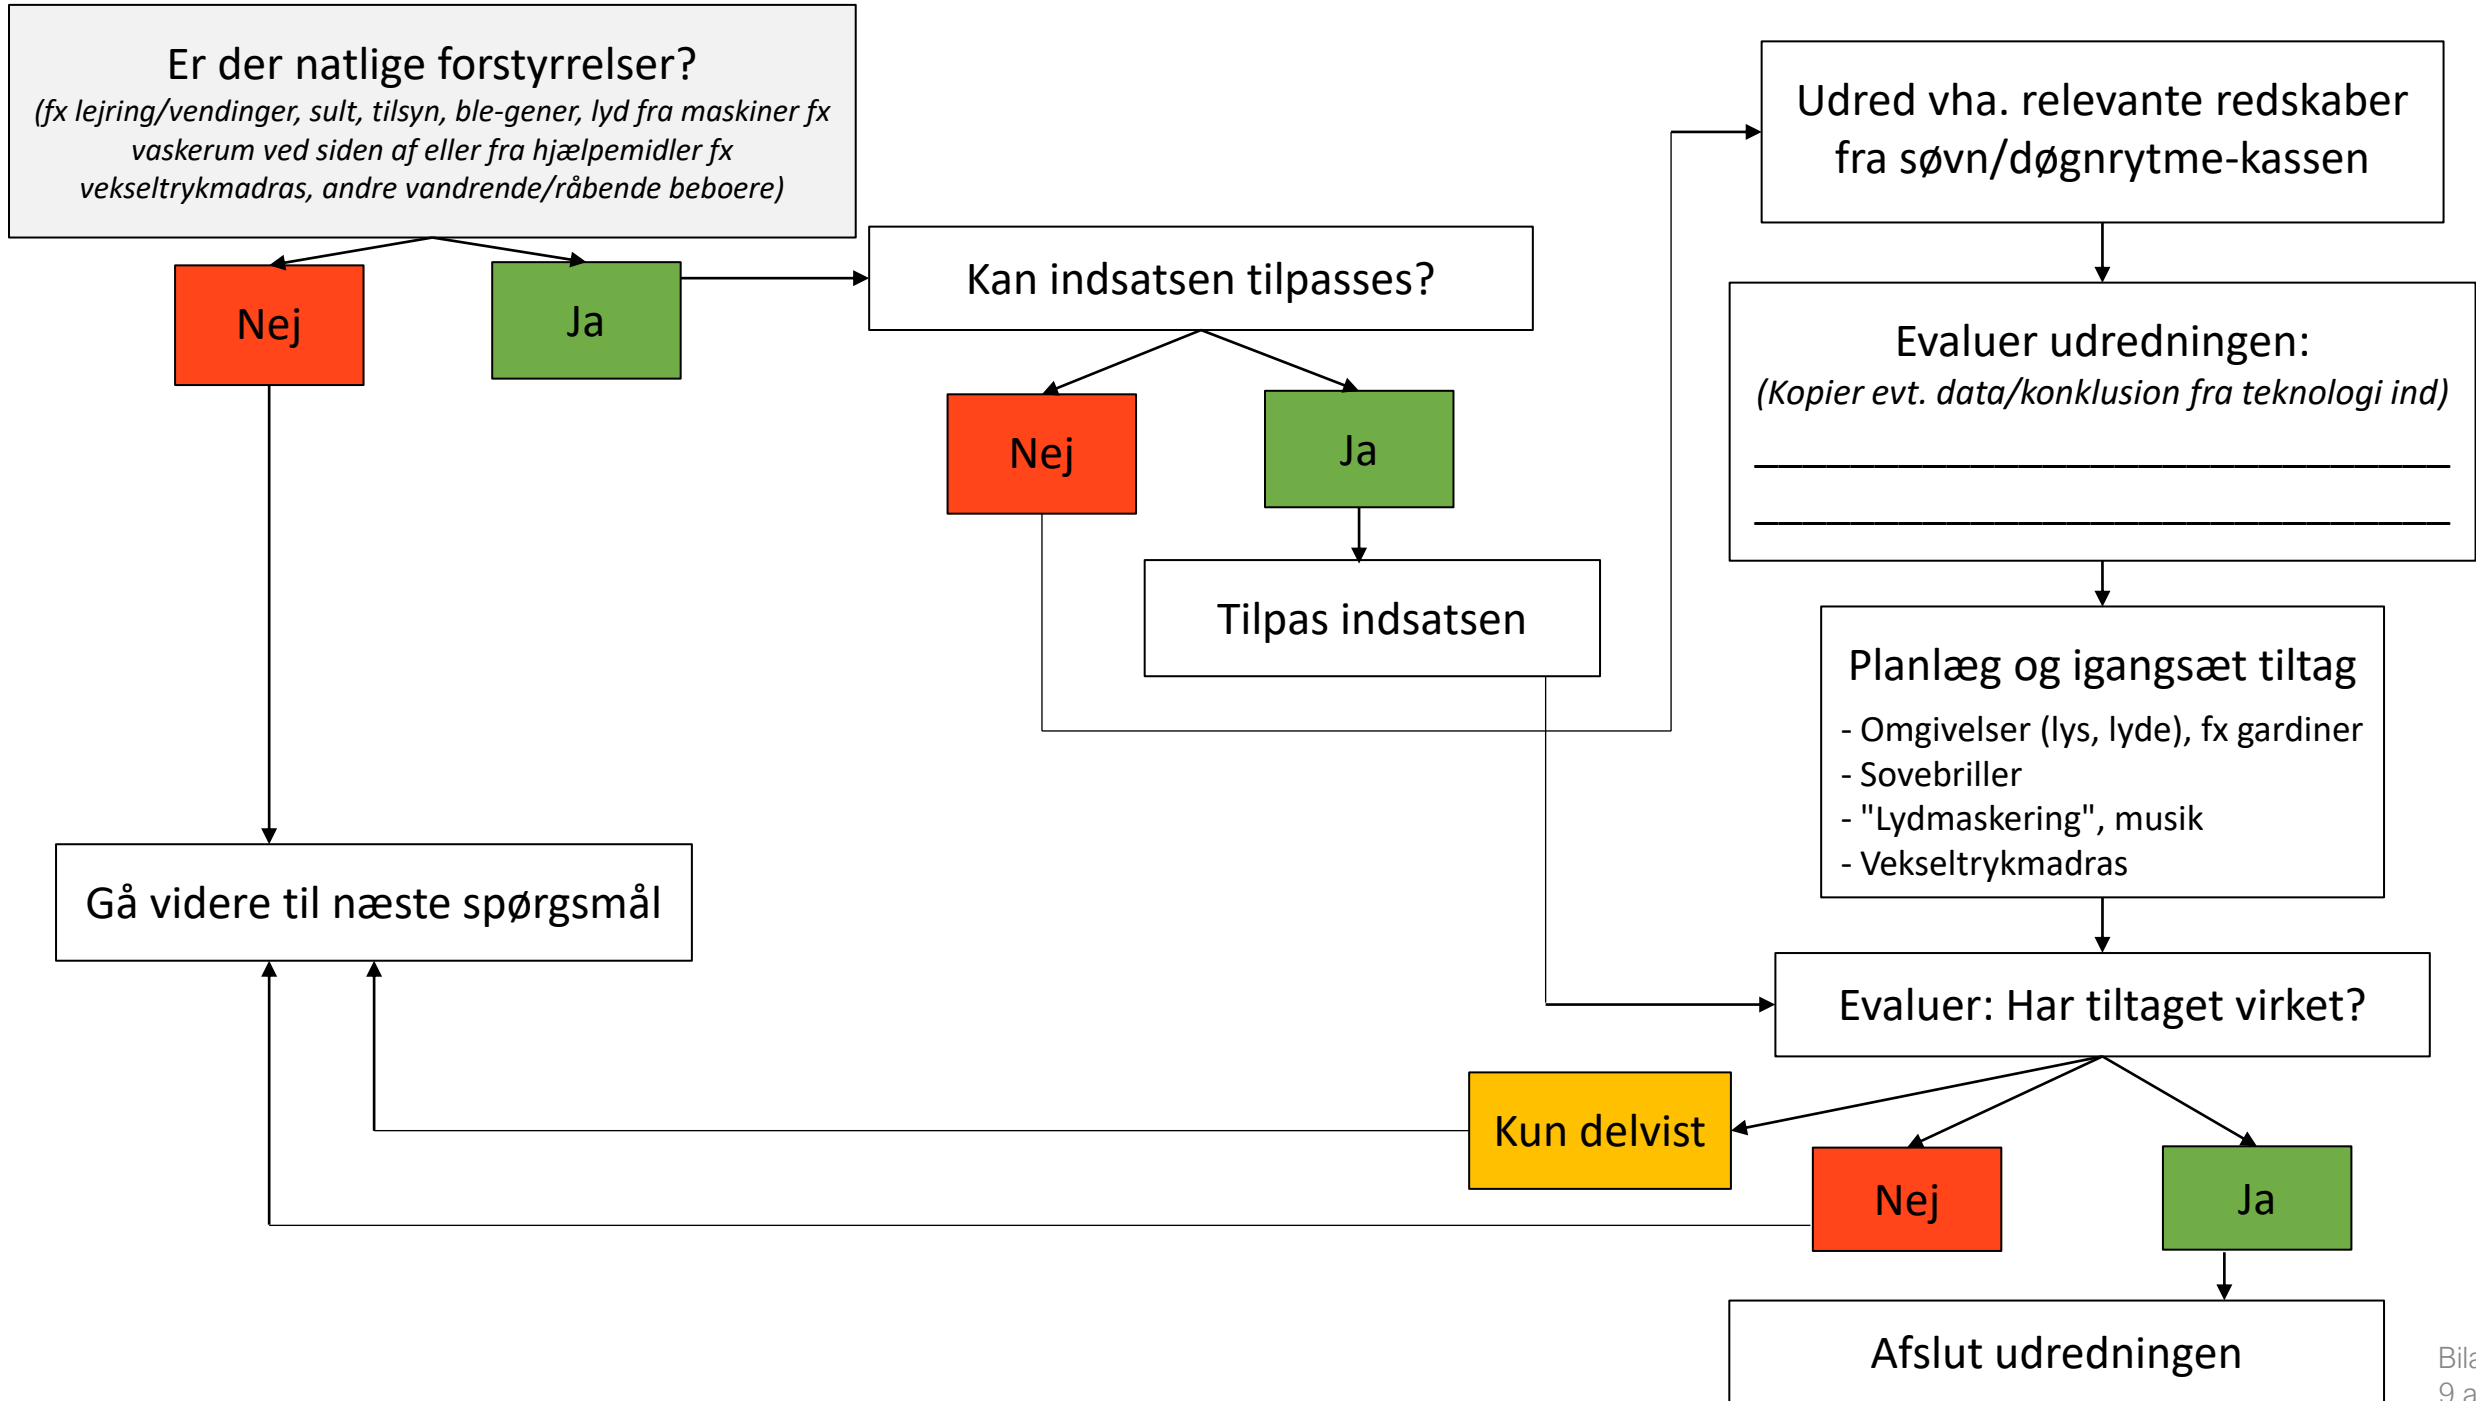 Er der natlige forstyrrelser?
(fx lejring/vendinger, sult, tilsyn, ble-gener, lyd fra maskiner fx
vaskerum ved siden af eller fra hjælpemidler fx
vekseltrykmadras, andre vandrende/råbende beboere)
Nej
Ja
Kan indsatsen tilpasses?
Nej
Ja
Tilpas indsatsen
Udred vha. relevante redskaber
fra søvn/døgnrytme-kassen
Evaluer udredningen:
(Kopier evt. data/konklusion fra teknologi ind)
Planlæg og igangsæt tiltag
- Omgivelser (lys, lyde), fx gardiner
- Sovebriller
- "Lydmaskering", musik
- Vekseltrykmadras
Gå videre til næste spørgsmål
Evaluer: Har tiltaget virket?
Kun delvist
Nej
Ja
Afslut udredningen
9